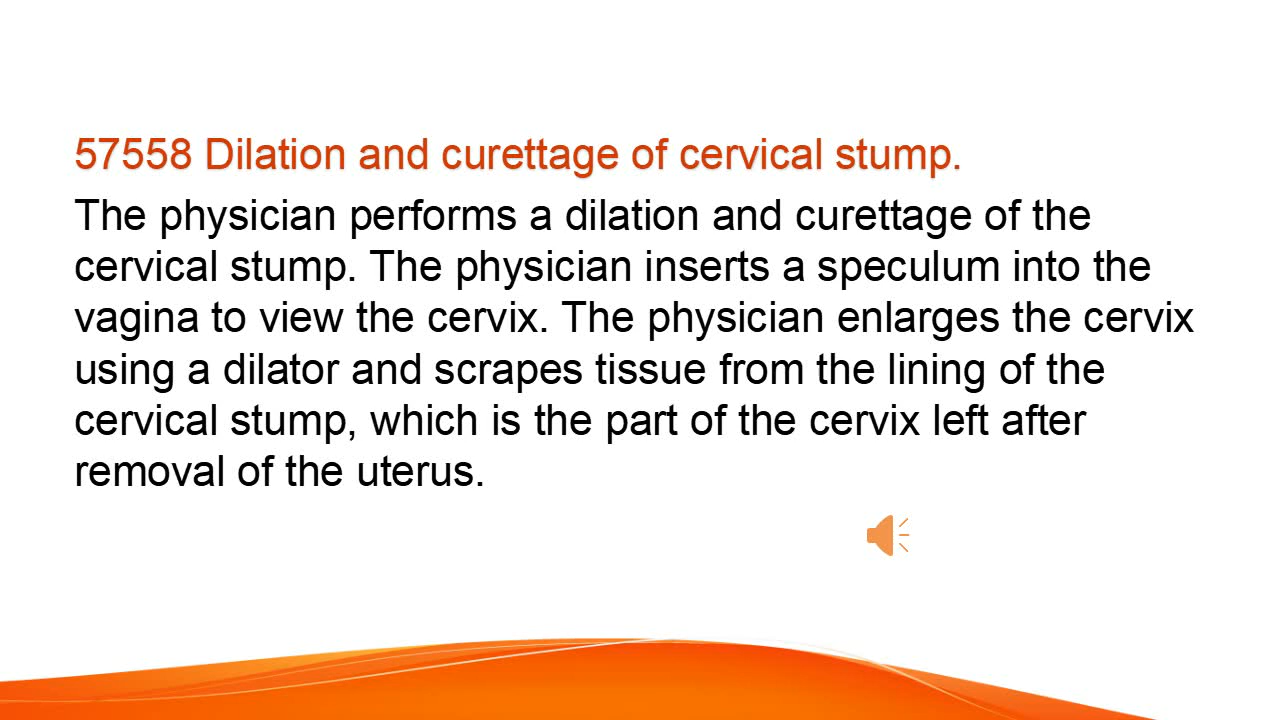 57558 Dilation and curettage of cervical stump.
The physician performs a dilation and curettage of the
cervical stump. The physician inserts a speculum into the
vagina to view the cervix. The physician enlarges the cervix
using a dilator and scrapes tissue from the lining of the
cervical stump, which is the part of the cervix left after
removal of the uterus.